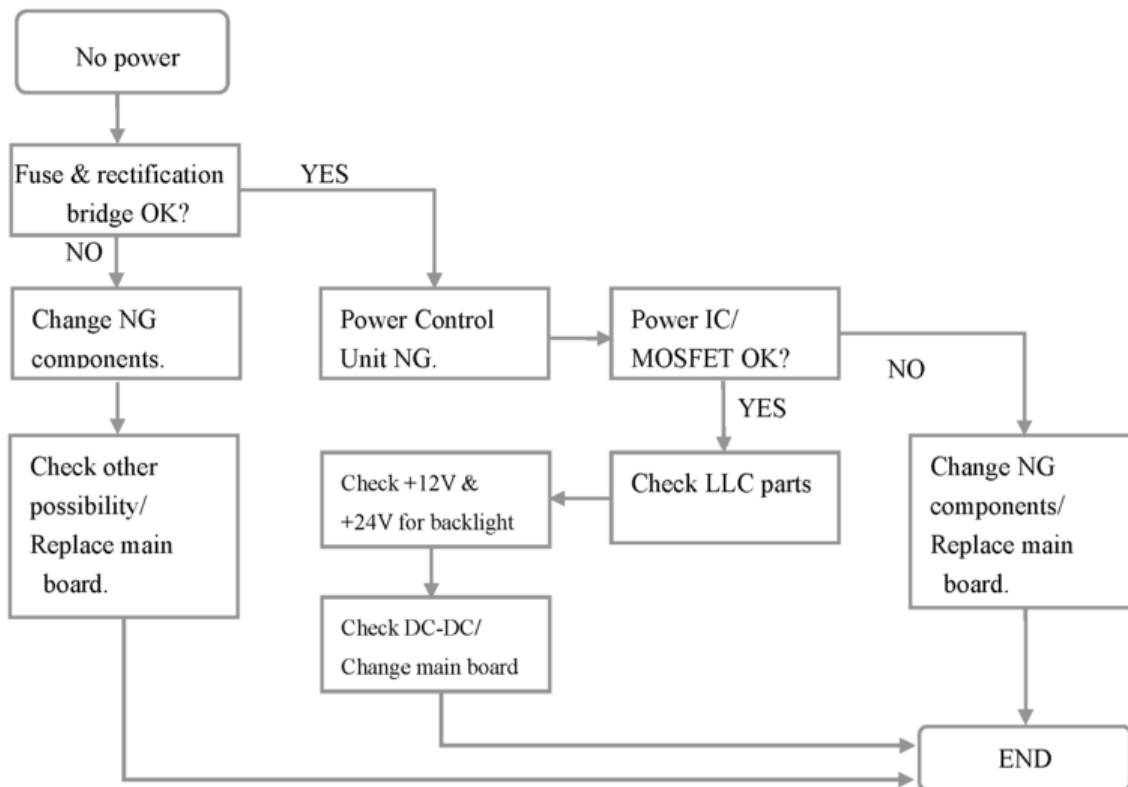 No power
Fuse & rectification
bridge OK?
YES
NO
Change NG
components.
Power Control
Unit NG.
Power IC/
MOSFET OK?
NO
YES
Check other
possibility/
Replace main
board.
Check +12V &
+24V for backlight
Check LLC parts
Change NG
components/
Replace main
board.
Check DC-DC/
Change main board
END